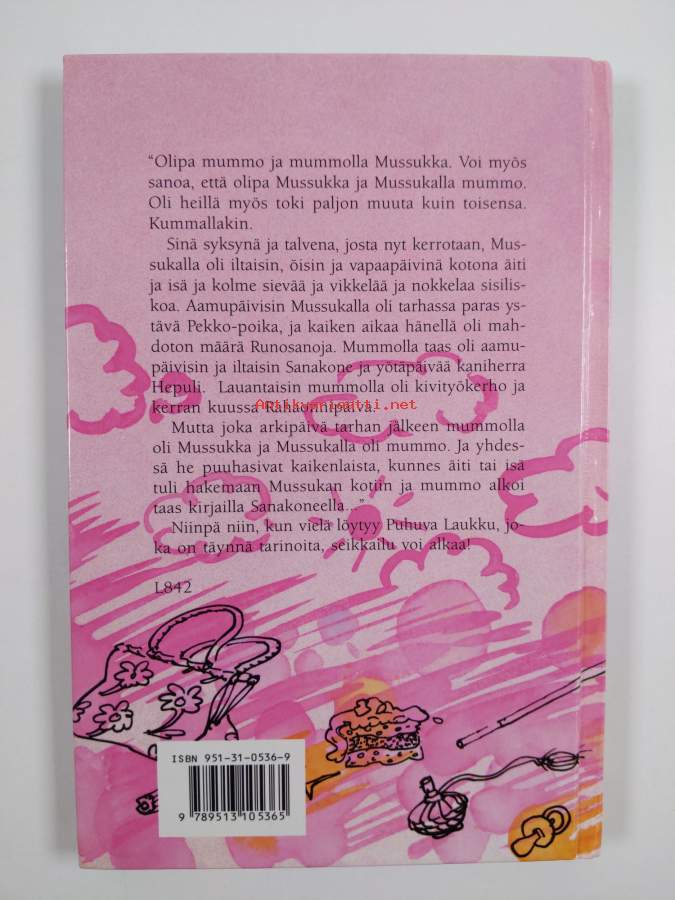 “Olipa mummo ja mummolla Mussukka. Voi myös
sanoa, että olipa Mussukka ja Mussukalla mummo.
Oli heillä myös toki paljon muuta kuin toisensa.
Kummallakin.
Sinä syksynä ja talvena, josta nyt kerrotaan, Mus-
sukalla oli iltaisin, öisin ja vapaapäivinä kotona äiti
ja isä ja kolme sievää ja vikkelää ja nokkelaa sisilis-
koa. Aamupäivisin Mussukalla oli tarhassa paras ys-
tävä Pekko-poika, ja kaiken aikaa hänellä oli mah-
doton määrä Runosanoja. Mummolla taas oli aamu-
päivisin ja iltaisin Sanakone ja yötäpäivää kaniherra
Hepuli. Lauantaisin mummolla oli kivityökerho ja
kerran kuussa Rahaonnipäivä.
Antikvariaatti.net
Mutta joka arkipäivä tarhan jälkeen mummolla
oli Mussukka ja Mussukalla oli mummo. Ja yhdes-
sä he puuhasivat kaikenlaista, kunnes äiti tai isä
tuli hakemaan Mussukan kotiin ja mummo alkoi
taas kirjailla Sanakoneella...”
Niinpä niin, kun vielä löytyy Puhuva Laukku, jo-
ka on täynnä tarinoita, seikkailu voi alkaa!
L842
ISBN 951-31-0536-9
9 789513 105365